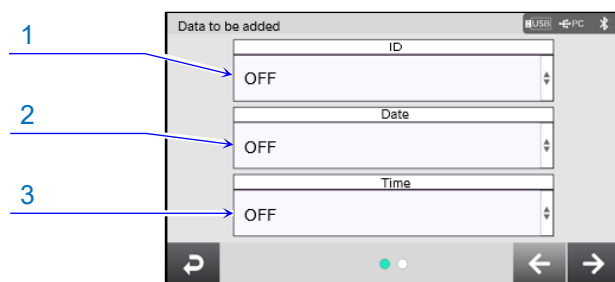 Data to be added
USB PC
1
ID
OFF
2
Date
OFF
3
Time
OFF